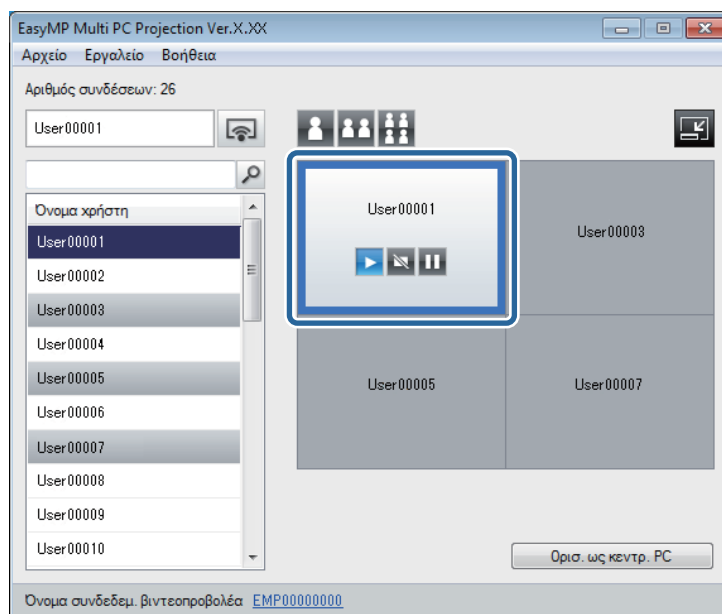 EasyMP Multi PC Projection Ver.X.XX
Αρχείο Εργαλείο Βοήθεια
Αριθμός συνδέσεων: 26
User00001
Όνομα χρήστη
User00001
User00002
User00003
User00004
User00005
User00006
User00007
User00008
User00009
User00010
User00001
User00003
User00005
User00007
Ορισ. ως κεντρ. PC
Όνομα συνδεδεμ. βιντεοπροβολέα EMP00000000